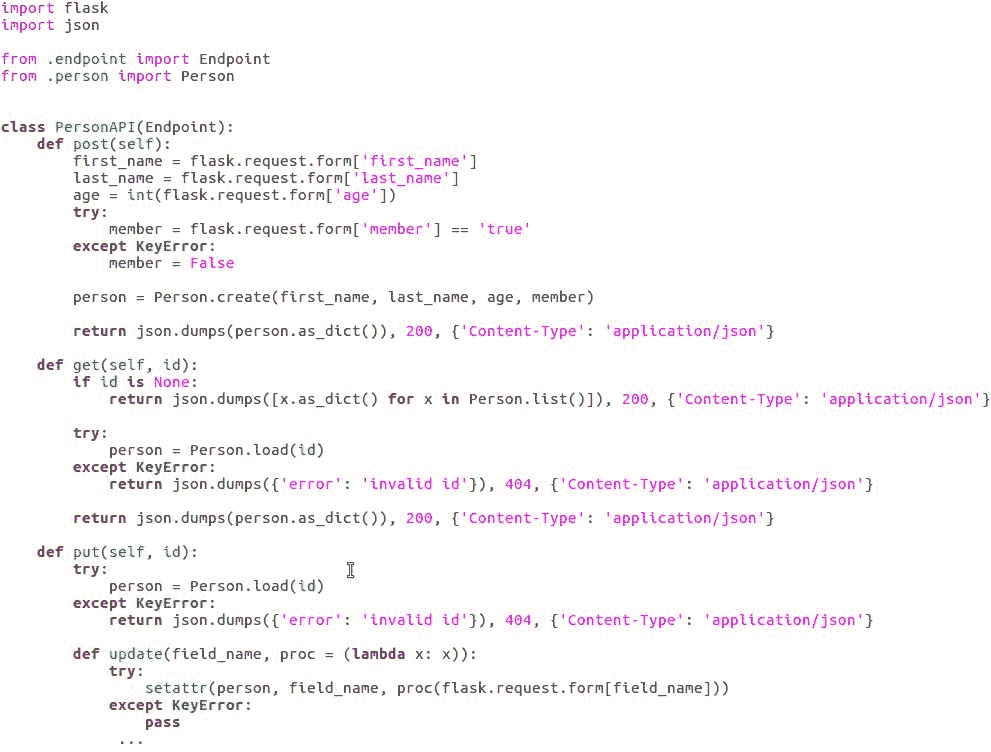 import flask
import json
from .endpoint import Endpoint
from .person import Person
class PersonAPI(Endpoint):
    def post(self):
        first_name = flask.request.form['first_name']
        last_name = flask.request.form['last_name']
        age = int(flask.request.form['age'])
        try:
            member = flask.request.form['member'] == 'true'
        except KeyError:
            member = False
        person = Person.create(first_name, last_name, age, member)
        return json.dumps(person.as_dict()), 200, {'Content-Type': 'application/json'}
    def get(self, id):
        if id is None:
            return json.dumps([x.as_dict() for x in Person.list()]), 200, {'Content-Type': 'application/json'}
        try:
            person = Person.load(id)
        except KeyError:
            return json.dumps({'error': 'invalid id'}), 404, {'Content-Type': 'application/json'}
        return json.dumps(person.as_dict()), 200, {'Content-Type': 'application/json'}
    def put(self, id):
        try:
            person = Person.load(id)
        except KeyError:
            return json.dumps({'error': 'invalid id'}), 404, {'Content-Type': 'application/json'}
        def update(field_name, proc = (lambda x: x)):
            try:
                setattr(person, field_name, proc(flask.request.form[field_name]))
            except KeyError:
                pass
             ...